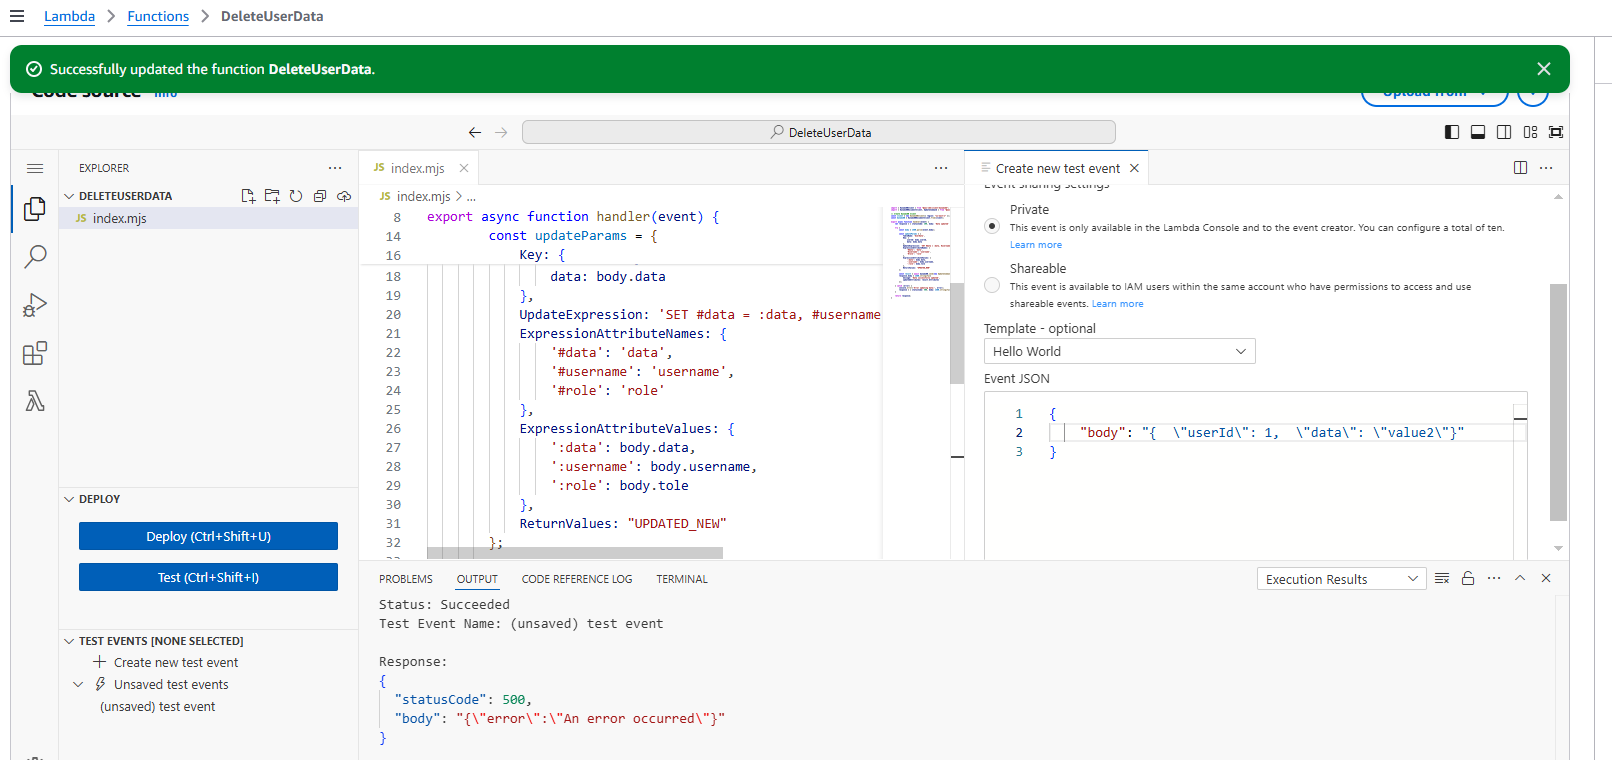 Lambda > Functions > DeleteUserData
Successfully updated the function DeleteUserData.
Code source Info
Upload from
DeleteUserData
EXPLORER
DELETEUSERDATA
JS index.mjs
DEPLOY
Deploy (Ctrl+Shift+U)
Test (Ctrl+Shift+I)
TEST EVENTS [NONE SELECTED]
Create new test event
Unsaved test events
(unsaved) test event
JS index.mjs
JS index.mjs > ...
8 export async function handler(event) {
14 const updateParams = {
16 Key: {
18 data: body.data
19 },
20 UpdateExpression: 'SET #data = :data, #username
21 ExpressionAttributeNames: {
22 '#data': 'data',
23 '#username': 'username',
24 '#role': 'role'
25 },
26 ExpressionAttributeValues: {
27 ':data': body.data,
28 ':username': body.username,
29 ':role': body.tole
30 },
31 ReturnValues: "UPDATED_NEW"
32 };
Create new test event
Event sharing settings
Private
This event is only available in the Lambda Console and to the event creator. You can configure a total of ten.
Learn more
Shareable
This event is available to IAM users within the same account who have permissions to access and use
shareable events. Learn more
Template - optional
Hello World
Event JSON
1 {
2 "body": "{  \"userId\": 1,  \"data\": \"value2\"}"
3 }
PROBLEMS OUTPUT CODE REFERENCE LOG TERMINAL
Execution Results
Status: Succeeded
Test Event Name: (unsaved) test event
Response:
{
"statusCode": 500,
"body": "{\"error\":\"An error occurred\"}"
}